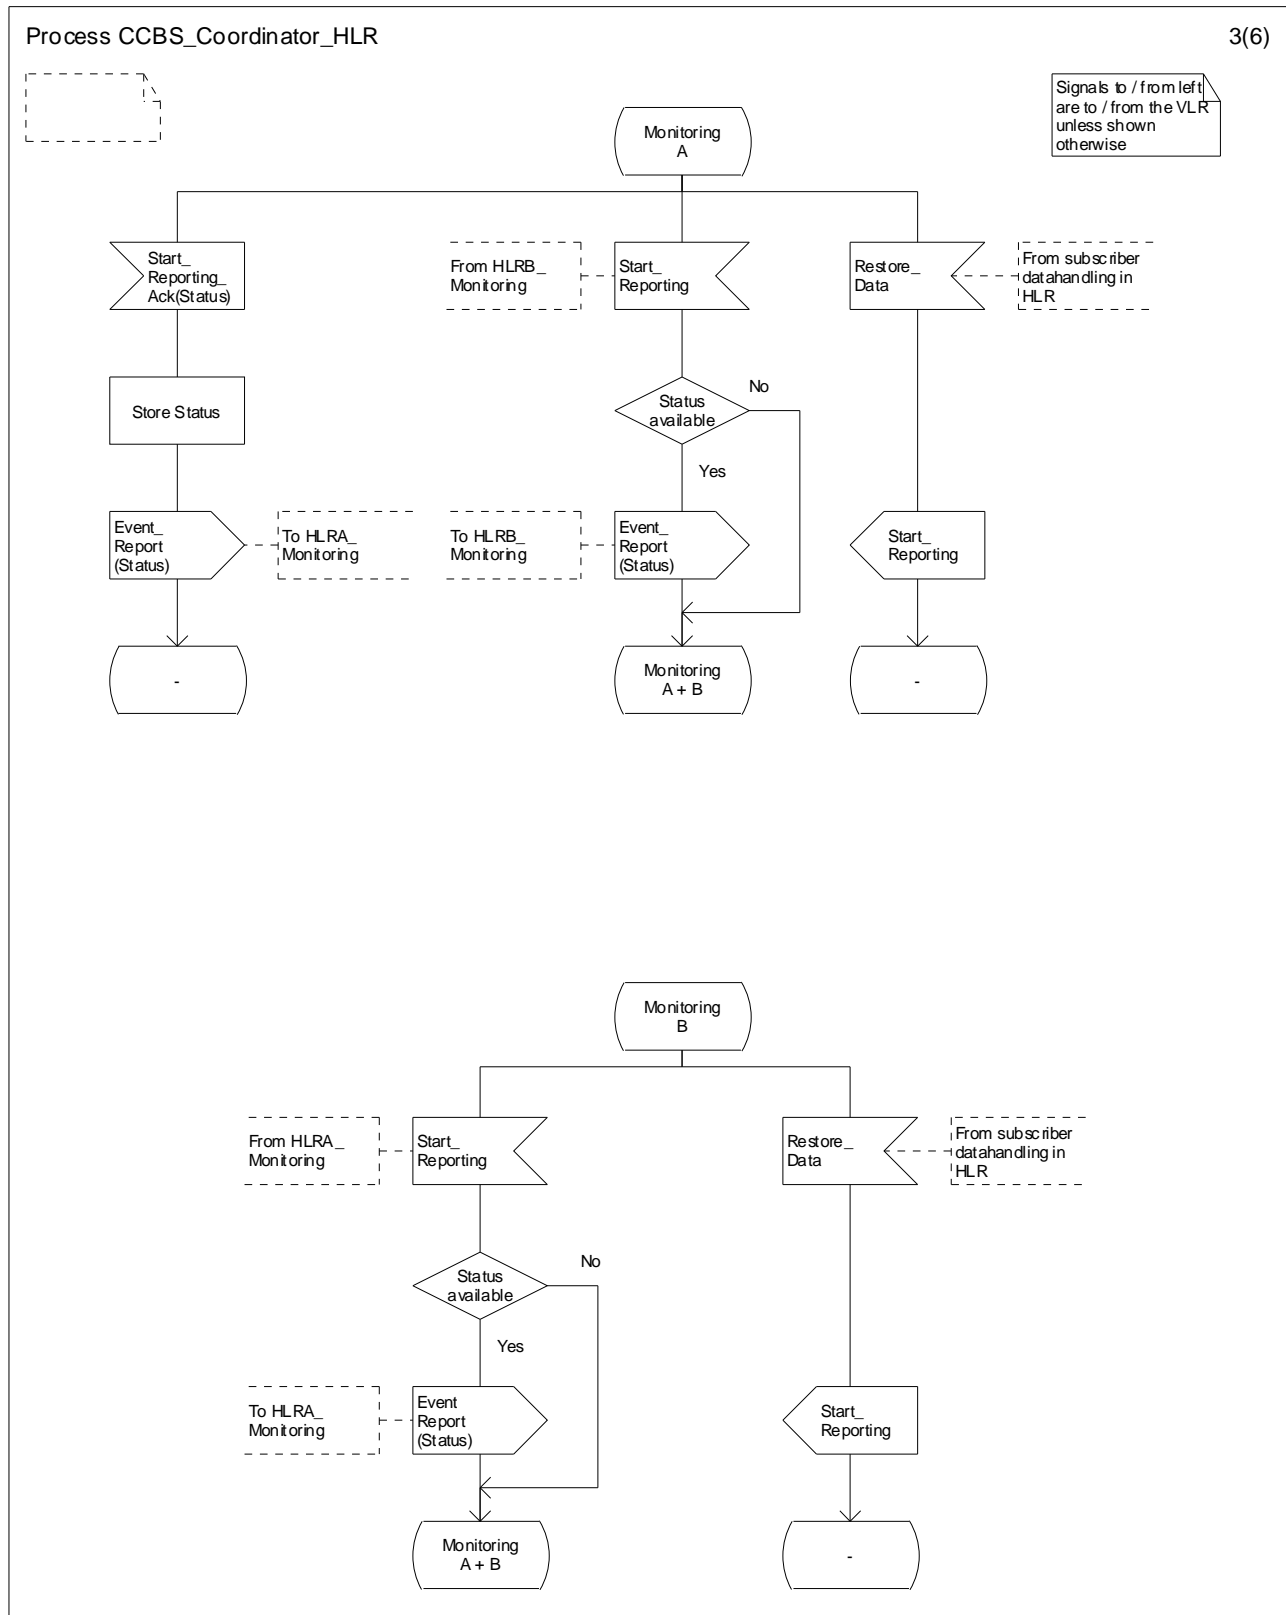 Process CCBS_Coordinator_HLR
3(6)
Signals to / from left
are to / from the VLR
unless shown
otherwise
Monitoring
A
Start_
Reporting_
Ack(Status)
From HLRB_
Monitoring
Start_
Reporting
Restore_
Data
From subscriber
datahandling in
HLR
Store Status
Status
available
No
Yes
Event_
Report
(Status)
To HLRA_
Monitoring
To HLRB_
Monitoring
Event_
Report
(Status)
Start_
Reporting
-
Monitoring
A + B
-
Monitoring
B
From HLRA_
Monitoring
Start_
Reporting
Restore_
Data
From subscriber
datahandling in
HLR
Status
available
No
Yes
To HLRA_
Monitoring
Event
Report
(Status)
Start_
Reporting
Monitoring
A + B
-